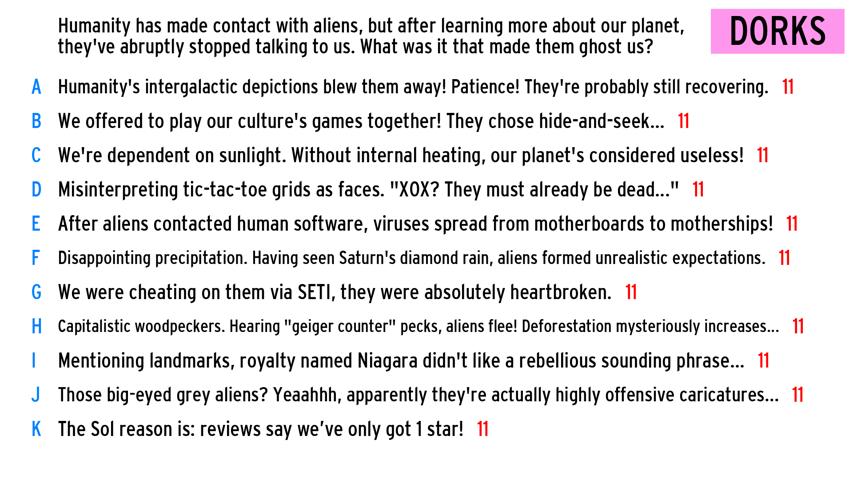 Humanity has made contact with aliens, but after learning more about our planet,
they've abruptly stopped talking to us. What was it that made them ghost us?
DORKS
A Humanity's intergalactic depictions blew them away! Patience! They're probably still recovering. 11
B We offered to play our culture's games together! They chose hide-and-seek... 11
C We're dependent on sunlight. Without internal heating, our planet's considered useless! 11
D Misinterpreting tic-tac-toe grids as faces. "XOX? They must already be dead..." 11
E After aliens contacted human software, viruses spread from motherboards to motherships! 11
F Disappointing precipitation. Having seen Saturn's diamond rain, aliens formed unrealistic expectations. 11
G We were cheating on them via SETI, they were absolutely heartbroken. 11
H Capitalistic woodpeckers. Hearing "geiger counter" pecks, aliens flee! Deforestation mysteriously increases... 11
I Mentioning landmarks, royalty named Niagara didn't like a rebellious sounding phrase... 11
J Those big-eyed grey aliens? Yeaahhh, apparently they're actually highly offensive caricatures... 11
K The Sol reason is: reviews say we’ve only got 1 star! 11